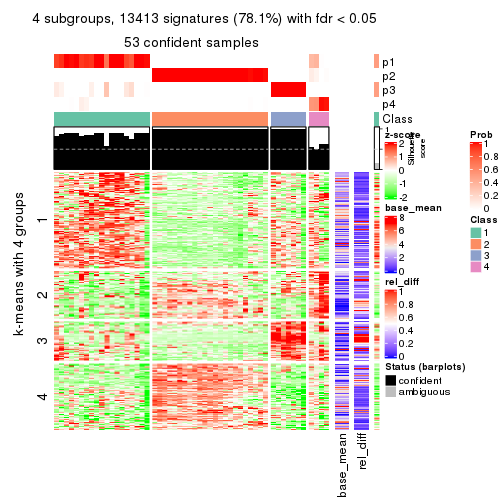 4 subgroups, 13413 signatures (78.1%) with fdr < 0.05
53 confident samples
p1
p2
p3
p4
Class
1
Silhouette
score
k-means with 4 groups
1
2
3
4
base_mean
rel_diff
z-score
2
1
0
-1
-2
base_mean
8
6
4
2
0
rel_diff
1
0.8
0.6
0.4
0.2
0
Status (barplots)
confident
ambiguous
Prob
1
0.8
0.6
0.4
0.2
0
Class
1
2
3
4